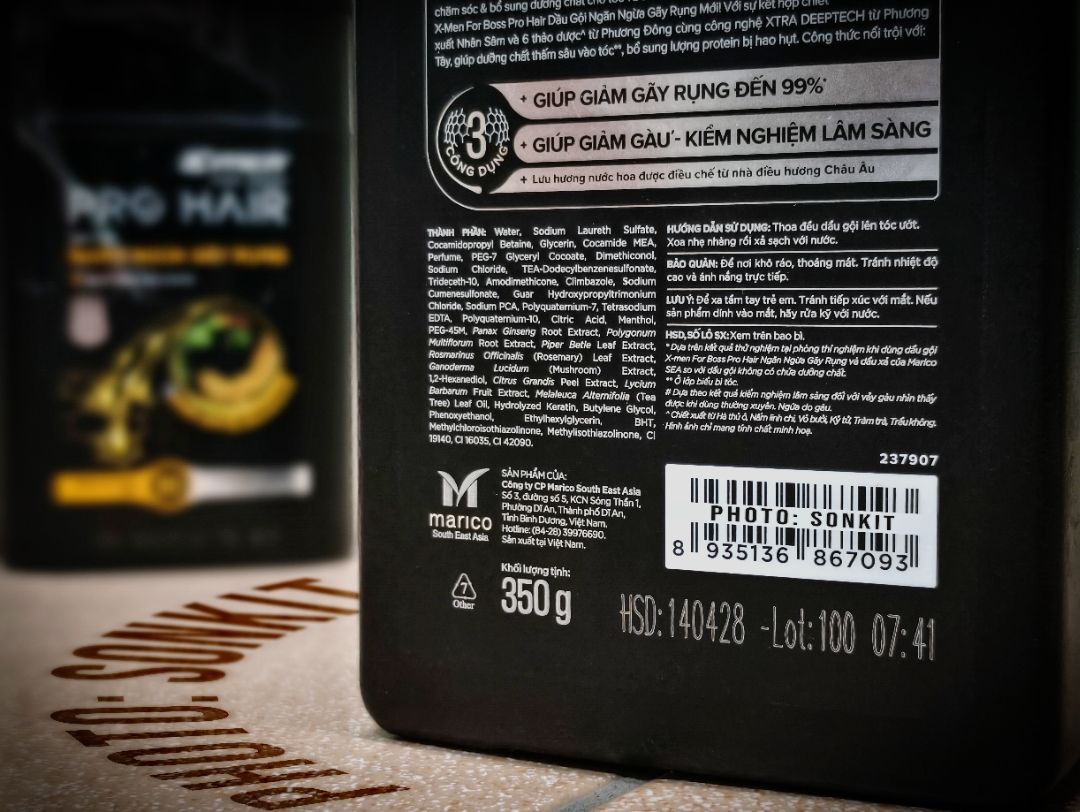 PRO HAIR
chăm sóc & bổ sung dưỡng chất cho tóc
X-Men For Boss Pro Hair Dầu Gội Ngăn Ngừa Gãy Rụng Mới! Với sự kết hợp chiết
xuất Nhân Sâm và 6 thảo dược^ từ Phương Đông cùng công nghệ XTRA DEEPTECH từ Phương
Tây, giúp dưỡng chất thấm sâu vào tóc**, bổ sung lượng protein bị hao hụt. Công thức nổi trội với:
3
CÔNG DỤNG
+ GIÚP GIẢM GÃY RỤNG ĐẾN 99%*
+ GIÚP GIẢM GÀU# - KIỂM NGHIỆM LÂM SÀNG
+ Lưu hương nước hoa được điều chế từ nhà điều hương Châu Âu
THÀNH PHẦN: Water, Sodium Laureth Sulfate,
Cocamidopropyl Betaine, Glycerin, Cocamide MEA,
Perfume, PEG-7 Glyceryl Cocoate, Dimethiconol,
Sodium Chloride, TEA-Dodecylbenzenesulfonate,
Trideceth-10, Amodimethicone, Climbazole, Sodium
Cumenesulfonate, Guar Hydroxypropyltrimonium
Chloride, Sodium PCA, Polyquaternium-7, Tetrasodium
EDTA, Polyquaternium-10, Citric Acid, Menthol,
PEG-45M, Panax Ginseng Root Extract, Polygonum
Multiflorum Root Extract, Piper Betle Leaf Extract,
Rosmarinus Officinalis (Rosemary) Leaf Extract,
Ganoderma Lucidum (Mushroom) Extract,
1,2-Hexanediol, Citrus Grandis Peel Extract, Lycium
Barbarum Fruit Extract, Melaleuca Alternifolia (Tea
Tree) Leaf Oil, Hydrolyzed Keratin, Butylene Glycol,
Phenoxyethanol, Ethylhexylglycerin, BHT,
Methylchloroisothiazolinone, Methylisothiazolinone, CI
19140, CI 16035, CI 42090.
HƯỚNG DẪN SỬ DỤNG: Thoa đều dầu gội lên tóc ướt.
Xoa nhẹ nhàng rồi xả sạch với nước.
BẢO QUẢN: Để nơi khô ráo, thoáng mát. Tránh nhiệt độ
cao và ánh nắng trực tiếp.
LƯU Ý: Để xa tầm tay trẻ em. Tránh tiếp xúc với mắt. Nếu
sản phẩm dính vào mắt, hãy rửa kỹ với nước.
HSD, SỐ LÔ SX: Xem trên bao bì.
* Dựa trên kết quả thử nghiệm tại phòng thí nghiệm khi dùng dầu gội
X-men For Boss Pro Hair Ngăn Ngừa Gãy Rụng và dầu xả của Marico
SEA so với dầu gội không có chứa dưỡng chất.
** Ở lớp biểu bì tóc.
# Dựa theo kết quả kiểm nghiệm lâm sàng đối với vảy gàu nhìn thấy
được khi dùng thường xuyên. Ngừa do gàu.
^ Chiết xuất từ Hà thủ ô, Nấm linh chi, Vỏ bưởi, Kỷ tử, Tràm trà, Trầu không.
Hình ảnh chỉ mang tính chất minh hoạ.
237907
marico
South East Asia
SẢN PHẨM CỦA:
Công ty CP Marico South East Asia
Số 3, đường số 5, KCN Sóng Thần 1,
Phường Dĩ An, Thành phố Dĩ An,
Tỉnh Bình Dương, Việt Nam.
Hotline: (84-28) 39976690.
Sản xuất tại Việt Nam.
PHOTO: SONKIT
8 935136 867093
7
Other
Khối lượng tịnh:
350 g
HSD: 140428 -Lot: 100 07:41
PHOTO: SONKIT